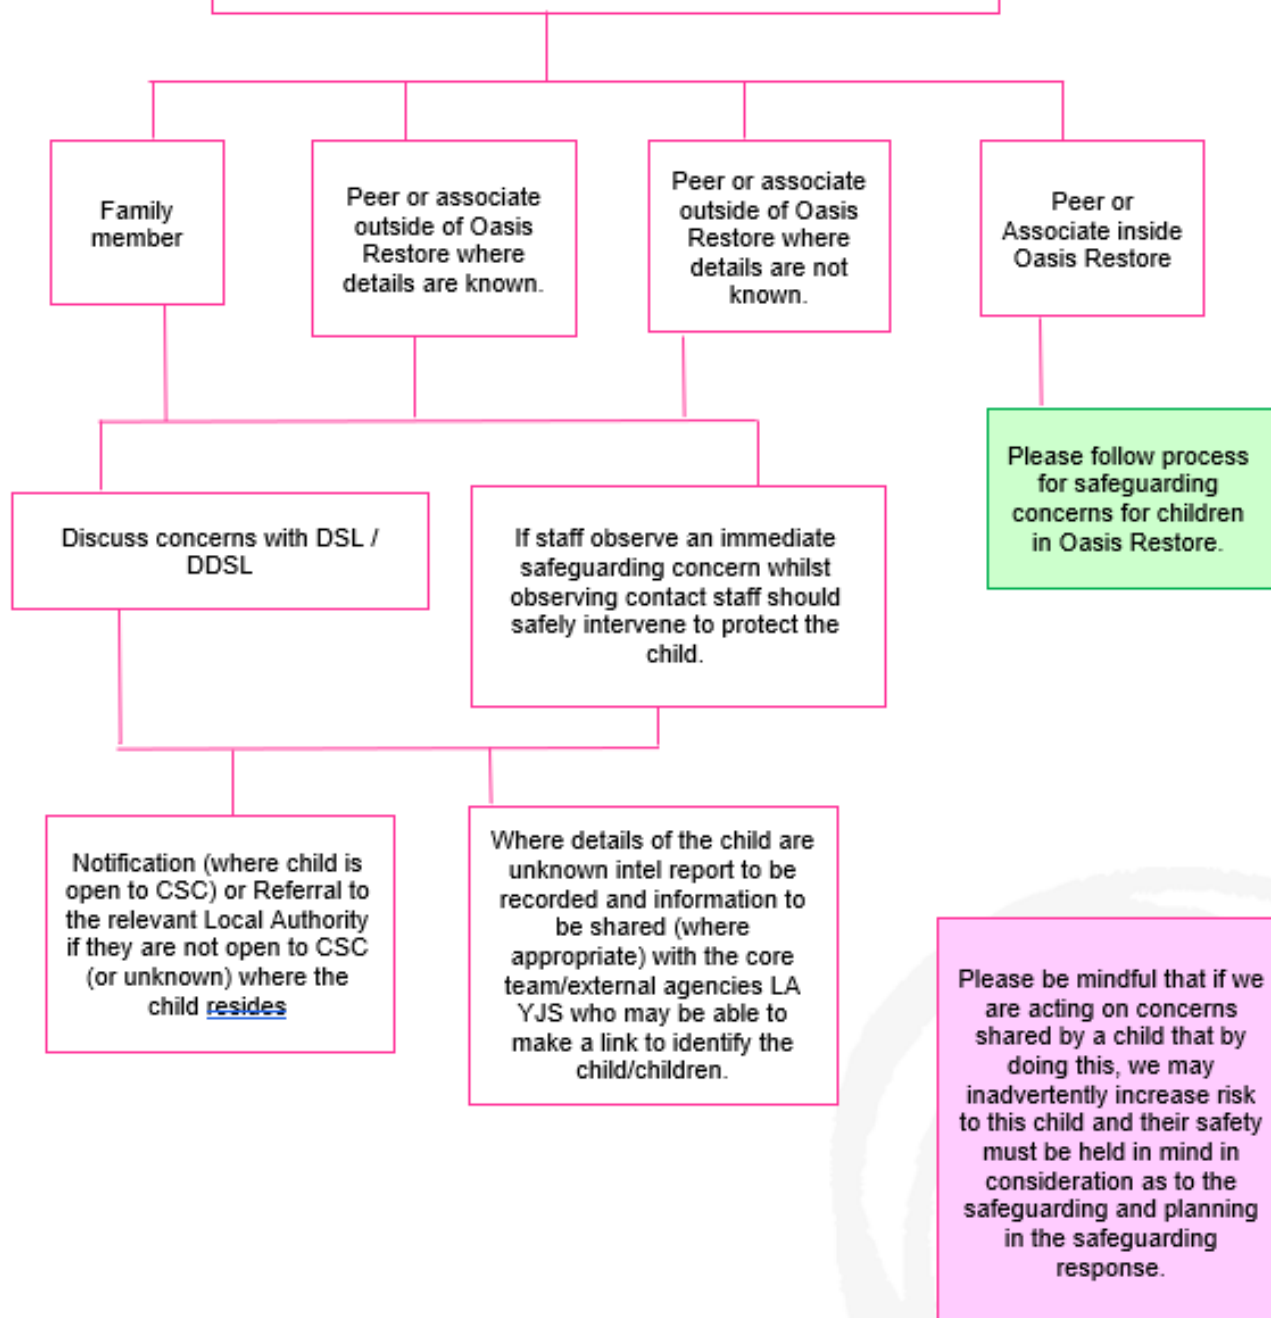 Family
member
Peer or associate
outside of Oasis
Restore where
details are known.
Peer or associate
outside of Oasis
Restore where
details are not
known.
Peer or
Associate inside
Oasis Restore
Please follow process
for safeguarding
concerns for children
in Oasis Restore.
Discuss concerns with DSL /
DDSL
If staff observe an immediate
safeguarding concern whilst
observing contact staff should
safely intervene to protect the
child.
Notification (where child is
open to CSC) or Referral to
the relevant Local Authority
if they are not open to CSC
(or unknown) where the
child resides
Where details of the child are
unknown intel report to be
recorded and information to
be shared (where
appropriate) with the core
team/external agencies LA
YJS who may be able to
make a link to identify the
child/children.
Please be mindful that if we
are acting on concerns
shared by a child that by
doing this, we may
inadvertently increase risk
to this child and their safety
must be held in mind in
consideration as to the
safeguarding and planning
in the safeguarding
response.